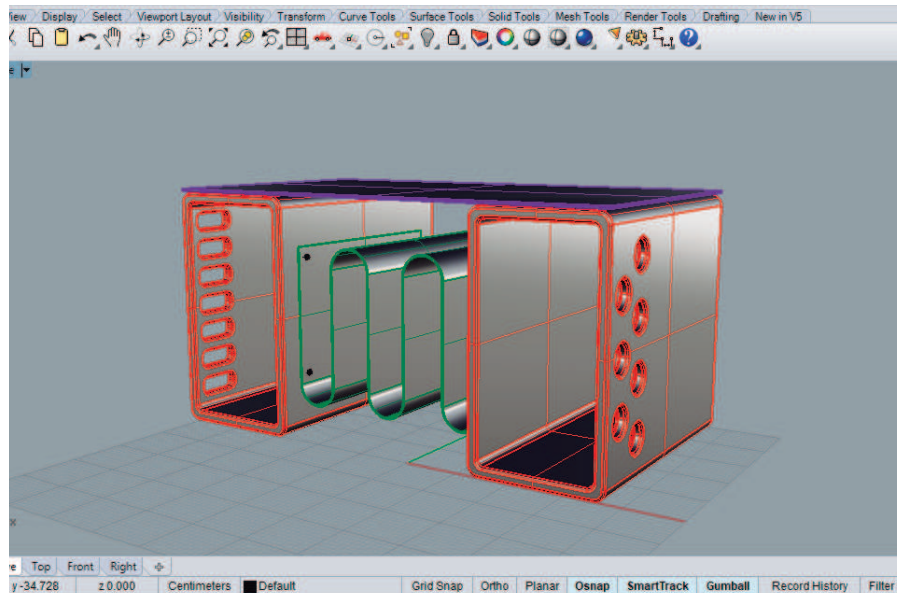 View Display Select Viewport Layout Visibility Transform Curve Tools Surface Tools Solid Tools Mesh Tools Render Tools Drafting New in V5
x
Top Front Right
y -34.728 z 0.000 Centimeters Default Grid Snap Ortho Planar Osnap SmartTrack Gumball Record History Filter